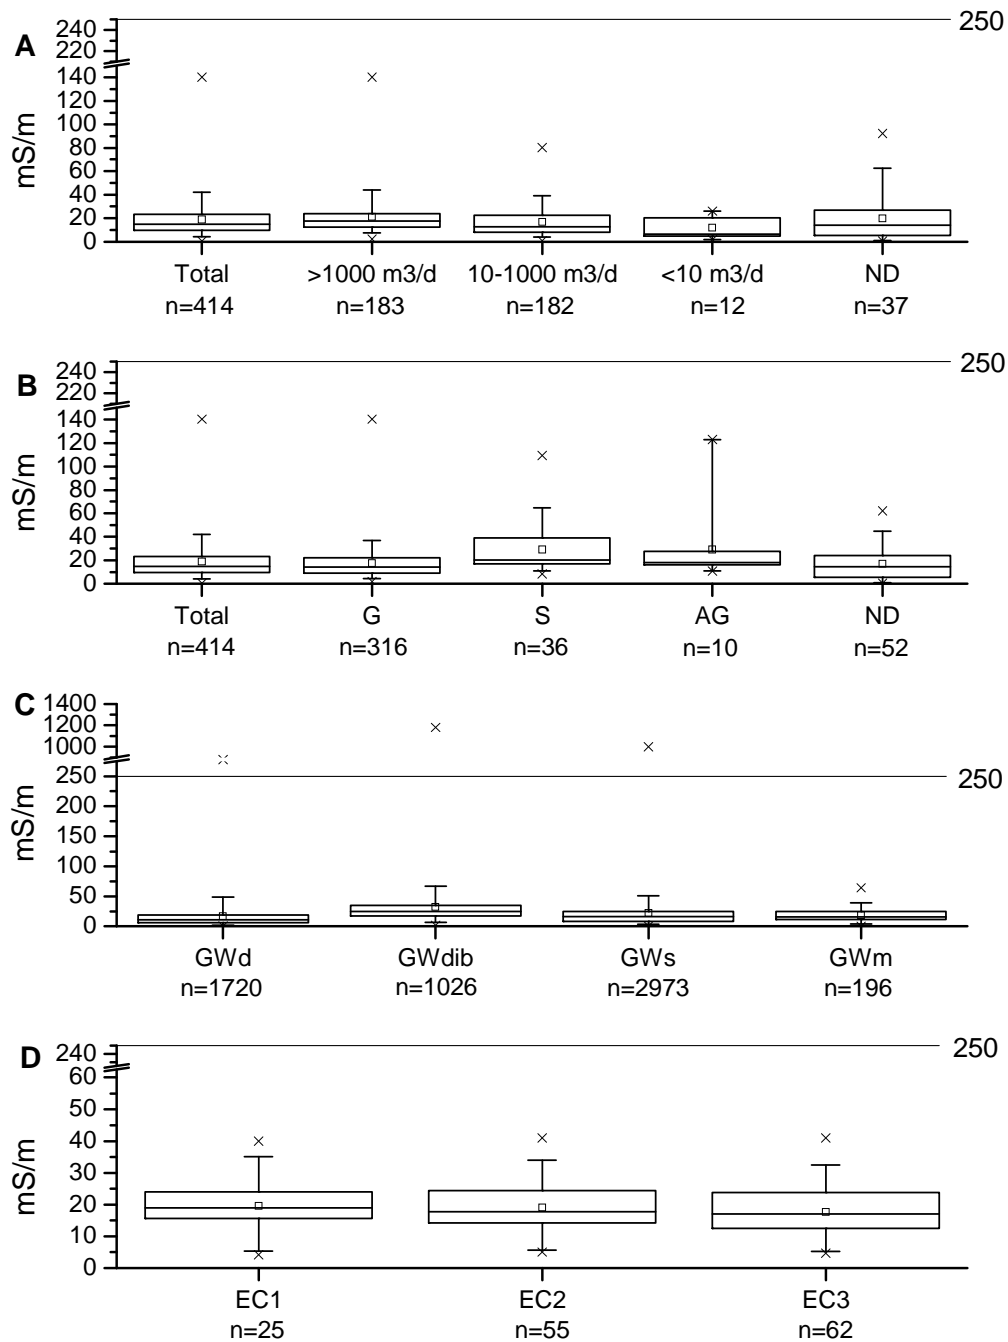 A
mS/m
240
220
140
120
100
80
60
40
20
0
250
Total >1000 m3/d 10-1000 m3/d <10 m3/d ND
n=414 n=183 n=182 n=12 n=37
B
mS/m
240
220
140
120
100
80
60
40
20
0
250
Total G S AG ND
n=414 n=316 n=36 n=10 n=52
C
mS/m
1400
1200
1000
250
200
150
100
50
0
250
GWd GWdib GWs GWm
n=1720 n=1026 n=2973 n=196
D
mS/m
240
60
50
40
30
20
10
0
250
EC1 EC2 EC3
n=25 n=55 n=62